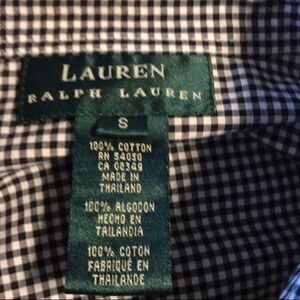 LAUREN
RALPH LAUREN
S
100% COTTON
RN 54050
CA 08349
MADE IN
THAILAND
100% ALGODON
HECHO EN
TAILANDIA
100% COTON
FABRIQUÉ EN
THAILANDE